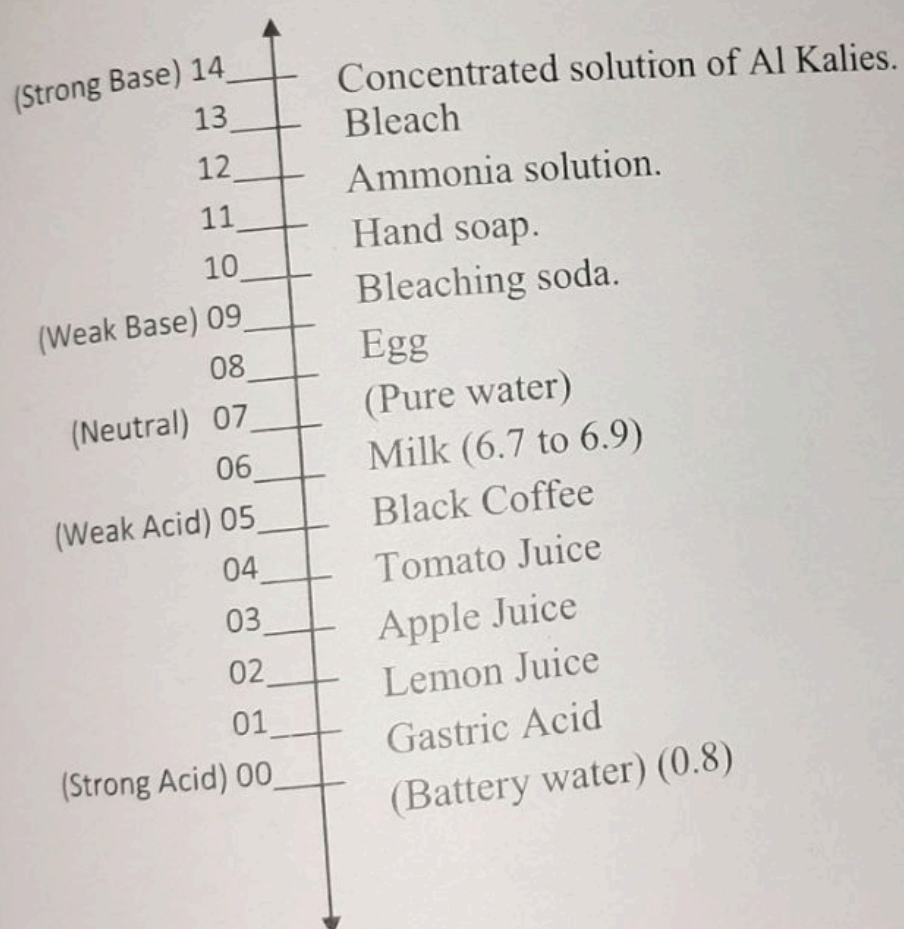 (Strong Base) 14 Concentrated solution of Al Kalies.
13 Bleach
12 Ammonia solution.
11 Hand soap.
10 Bleaching soda.
(Weak Base) 09 Egg
08 (Pure water)
(Neutral) 07 Milk (6.7 to 6.9)
06 Black Coffee
(Weak Acid) 05 Tomato Juice
04 Apple Juice
03 Lemon Juice
02 Gastric Acid
01 (Battery water) (0.8)
(Strong Acid) 00